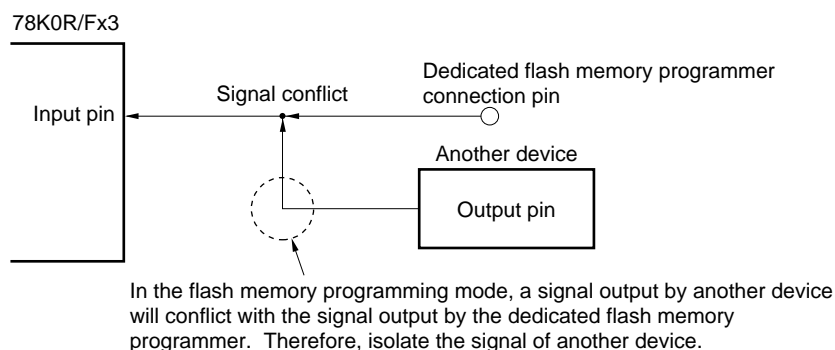 78K0R/Fx3
Dedicated flash memory programmer
connection pin
Signal conflict
Input pin
Another device
Output pin
In the flash memory programming mode, a signal output by another device
will conflict with the signal output by the dedicated flash memory
programmer.  Therefore, isolate the signal of another device.